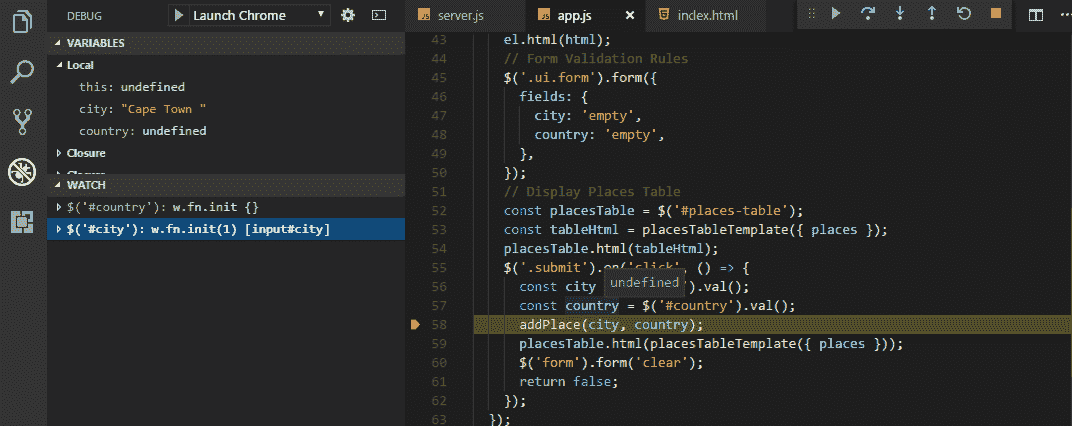 DEBUG Launch Chrome
server.js app.js index.html
VARIABLES
Local
this: undefined
city: "Cape Town "
country: undefined
Closure
WATCH
$('#country'): w.fn.init {}
$('#city'): w.fn.init(1) [input#city]
43 el.html(html);
44 // Form Validation Rules
45 $('.ui.form').form({
46 fields: {
47 city: 'empty',
48 country: 'empty',
49 },
50 });
51 // Display Places Table
52 const placesTable = $('#places-table');
53 const tableHtml = placesTableTemplate({ places });
54 placesTable.html(tableHtml);
55 $('.submit').on('click', () => {
56 const city undefined ').val();
57 const country = $('#country').val();
58 addPlace(city, country);
59 placesTable.html(placesTableTemplate({ places }));
60 $('form').form('clear');
61 return false;
62 });
63 });